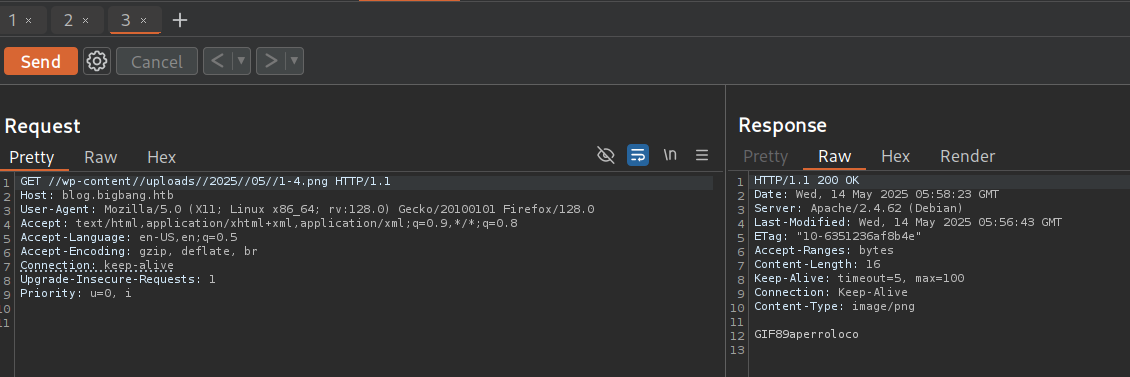 1 × 2 × 3 × +
Send Cancel < ▼ > ▼
Request
Pretty Raw Hex \n
1 GET //wp-content//uploads//2025//05//1-4.png HTTP/1.1
2 Host: blog.bigbang.htb
3 User-Agent: Mozilla/5.0 (X11; Linux x86_64; rv:128.0) Gecko/20100101 Firefox/128.0
4 Accept: text/html,application/xhtml+xml,application/xml;q=0.9,*/*;q=0.8
5 Accept-Language: en-US,en;q=0.5
6 Accept-Encoding: gzip, deflate, br
7 Connection: keep-alive
8 Upgrade-Insecure-Requests: 1
9 Priority: u=0, i
10
11
Response
Pretty Raw Hex Render
1 HTTP/1.1 200 OK
2 Date: Wed, 14 May 2025 05:58:23 GMT
3 Server: Apache/2.4.62 (Debian)
4 Last-Modified: Wed, 14 May 2025 05:56:43 GMT
5 ETag: "10-6351236af8b4e"
6 Accept-Ranges: bytes
7 Content-Length: 16
8 Keep-Alive: timeout=5, max=100
9 Connection: Keep-Alive
10 Content-Type: image/png
11
12 GIF89aperroloco
13